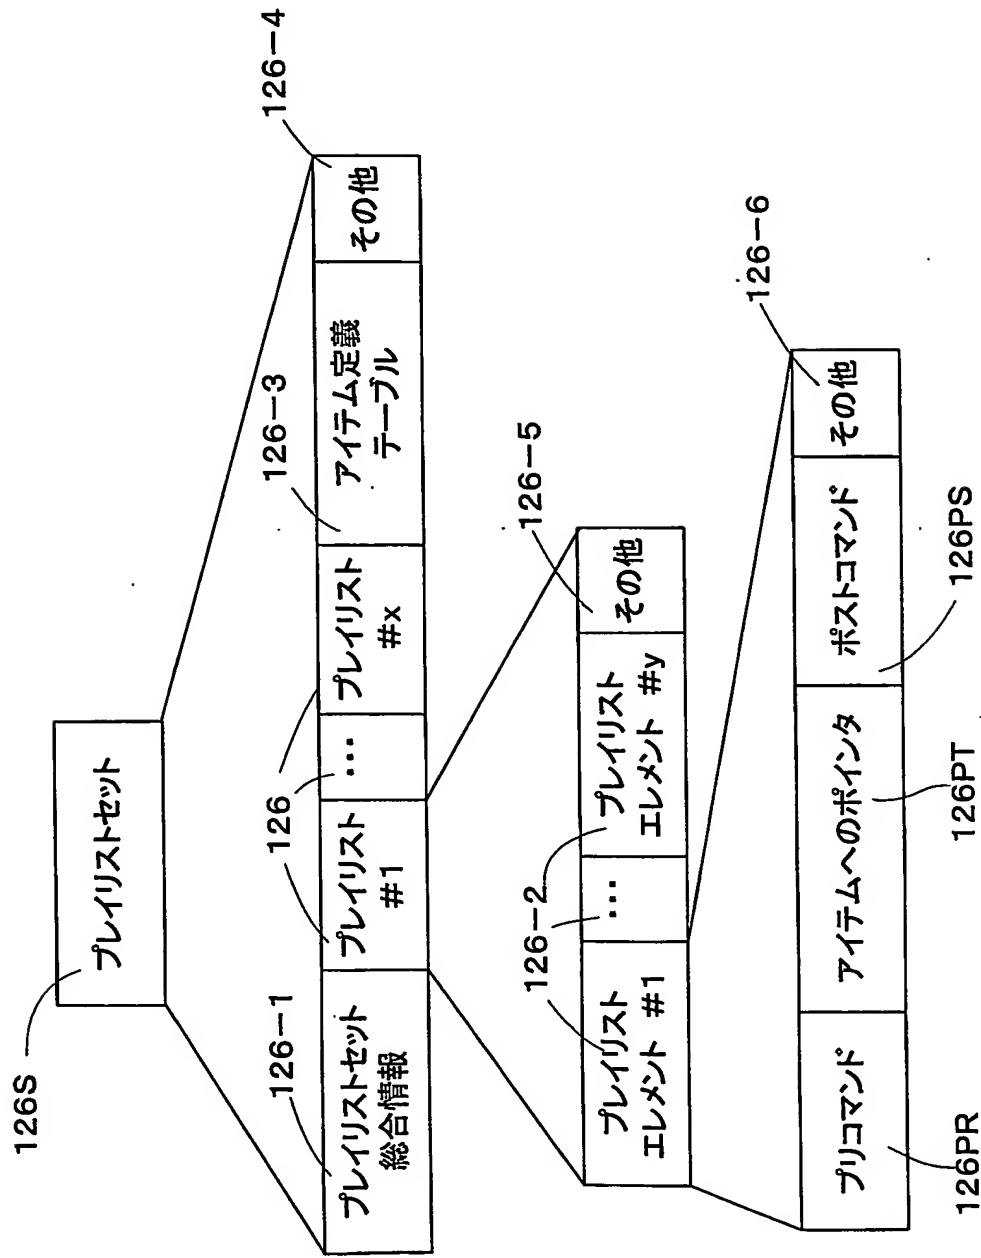 126S
プレイリストセット
126-4
126-1
126
126-3
プレイリストセット
総合情報
プレイリスト
#1
...
プレイリスト
#x
アイテム定義
テーブル
その他
126-2
126-5
プレイリスト
エレメント #1
...
プレイリスト
エレメント #y
その他
126-6
プリコマンド
アイテムへのポインタ
ポストコマンド
その他
126PR
126PT
126PS